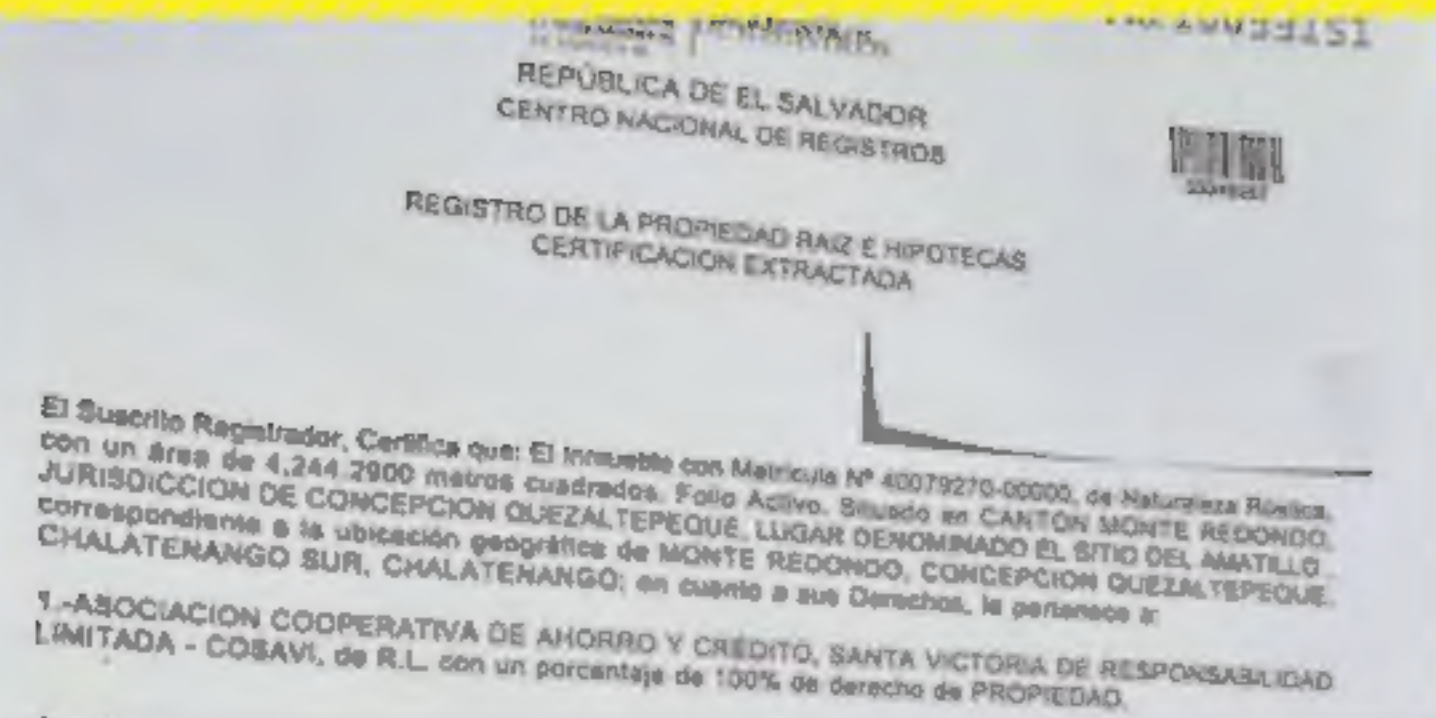 REPÚBLICA DE EL SALVADOR
CENTRO NACIONAL DE REGISTROS
REGISTRO DE LA PROPIEDAD RAIZ E HIPOTECAS
CERTIFICACION EXTRACTADA
El Suscrito Registrador, Certifica que: El Inmueble con Matrícula Nº 40079270-00000, de Naturaleza Rústica,
con un área de 4,244.2900 metros cuadrados, Folio Activo. Situado en CANTON MONTE REDONDO,
JURISDICCION DE CONCEPCION QUEZALTEPEQUE, LUGAR DENOMINADO EL SITIO DEL AMATILLO
correspondiente a la ubicación geográfica de MONTE REDONDO, CONCEPCION QUEZALTEPEQUE,
CHALATENANGO SUR, CHALATENANGO; en cuanto a sus Derechos, le pertenece a:
1.-ASOCIACION COOPERATIVA DE AHORRO Y CRÉDITO, SANTA VICTORIA DE RESPONSABILIDAD
LIMITADA - COSAVI, de R.L. con un porcentaje de 100% de derecho de PROPIEDAD.